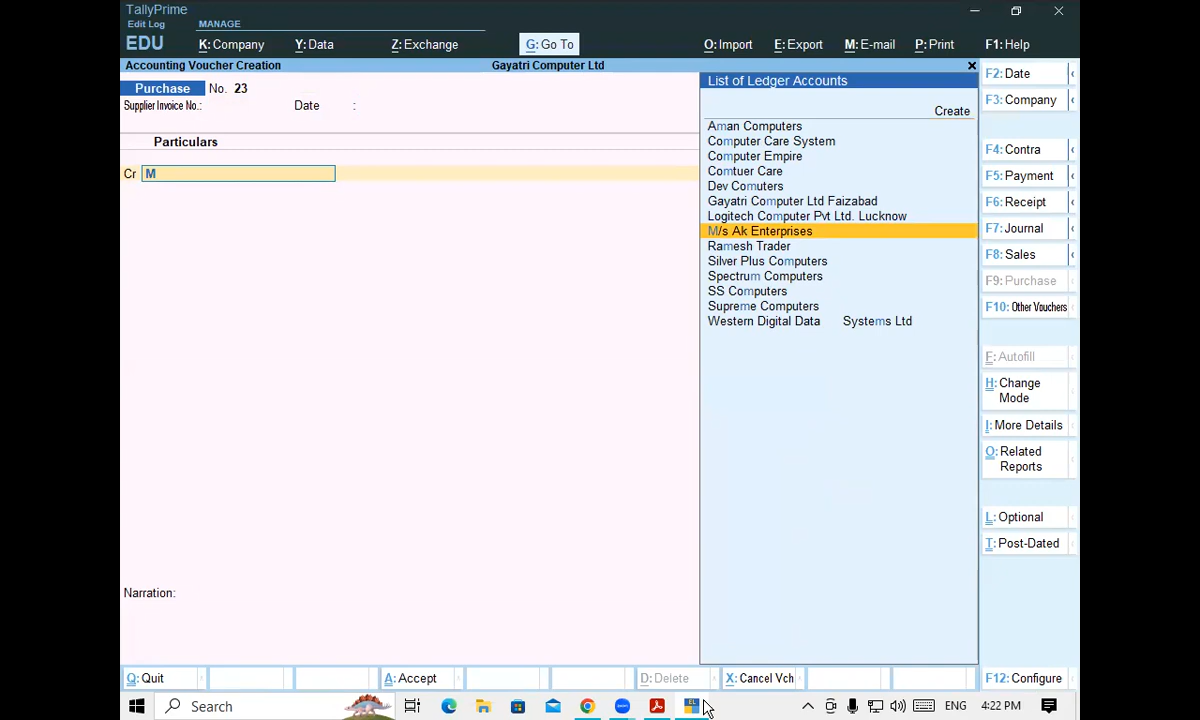 TallyPrime
Edit Log
MANAGE
EDU
K: Company
Y: Data
Z: Exchange
G: Go To
O: Import
E: Export
M: E-mail
P: Print
F1: Help
Accounting Voucher Creation
Gayatri Computer Ltd
Purchase No. 23
Supplier Invoice No.:
Date :
Particulars
Cr M
Narration:
List of Ledger Accounts
Create
Aman Computers
Computer Care System
Computer Empire
Comtuer Care
Dev Comuters
Gayatri Computer Ltd Faizabad
Logitech Computer Pvt Ltd. Lucknow
M/s Ak Enterprises
Ramesh Trader
Silver Plus Computers
Spectrum Computers
SS Computers
Supreme Computers
Western Digital Data Systems Ltd
F2: Date
F3: Company
F4: Contra
F5: Payment
F6: Receipt
F7: Journal
F8: Sales
F9: Purchase
F10: Other Vouchers
F: Autofill
H: Change
Mode
I: More Details
O: Related
Reports
L: Optional
T: Post-Dated
Q: Quit
A: Accept
D: Delete
X: Cancel Vch
F12: Configure
Search
EL
ENG
4:22 PM